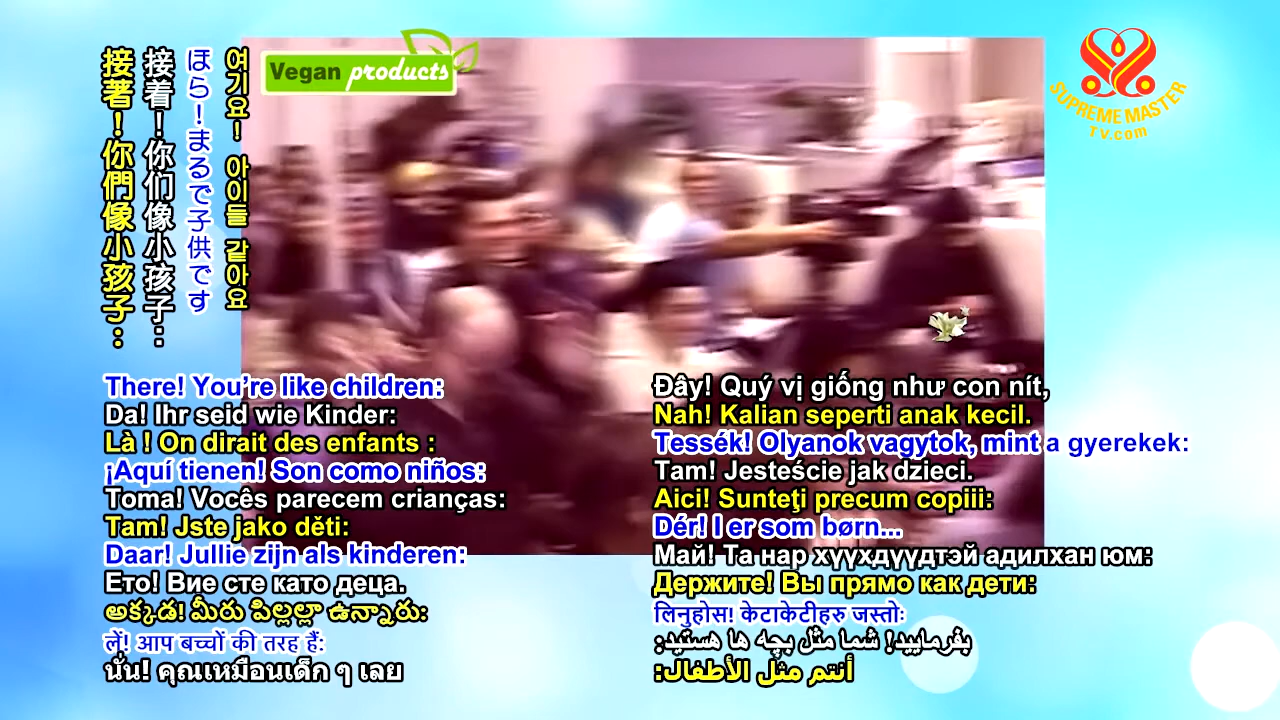 接著！你們像小孩子：
接着！你们像小孩子：
ほら！まるで子供です
여기요! 아이들 같아요
Vegan products
SUPREME MASTER
TV.com
There! You’re like children:
Da! Ihr seid wie Kinder:
Là ! On dirait des enfants :
¡Aquí tienen! Son como niños:
Toma! Vocês parecem crianças:
Tam! Jste jako děti:
Daar! Jullie zijn als kinderen:
Ето! Вие сте като деца.
అక్కడ! మీరు పిల్లల్లా ఉన్నారు:
लें! आप बच्चों की तरह हैं:
นั่น! คุณเหมือนเด็ก ๆ เลย
Đây! Quý vị giống như con nít,
Nah! Kalian seperti anak kecil.
Tessék! Olyanok vagytok, mint a gyerekek:
Tam! Jesteście jak dzieci.
Aici! Sunteţi precum copiii:
Dér! I er som børn...
Май! Та нар хүүхдүүдтэй адилхан юм:
Держите! Вы прямо как дети:
लिनुहोस! केटाकेटीहरु जस्तोः
بفرمایید! شما مثل بچه ها هستید:
أنتم مثل الأطفال: